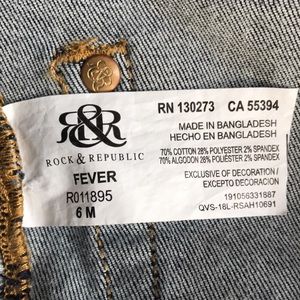 RN 130273 CA 55394
R&R
ROCK & REPUBLIC
MADE IN BANGLADESH
HECHO EN BANGLADESH
70% COTTON 28% POLYESTER 2% SPANDEX
70% ALGODON 28% POLIESTER 2% SPANDEX
FEVER
R011895
6 M
EXCLUSIVE OF DECORATION /
EXCEPTO DECORACION
191056331887
QVS-18L-RSAH10691